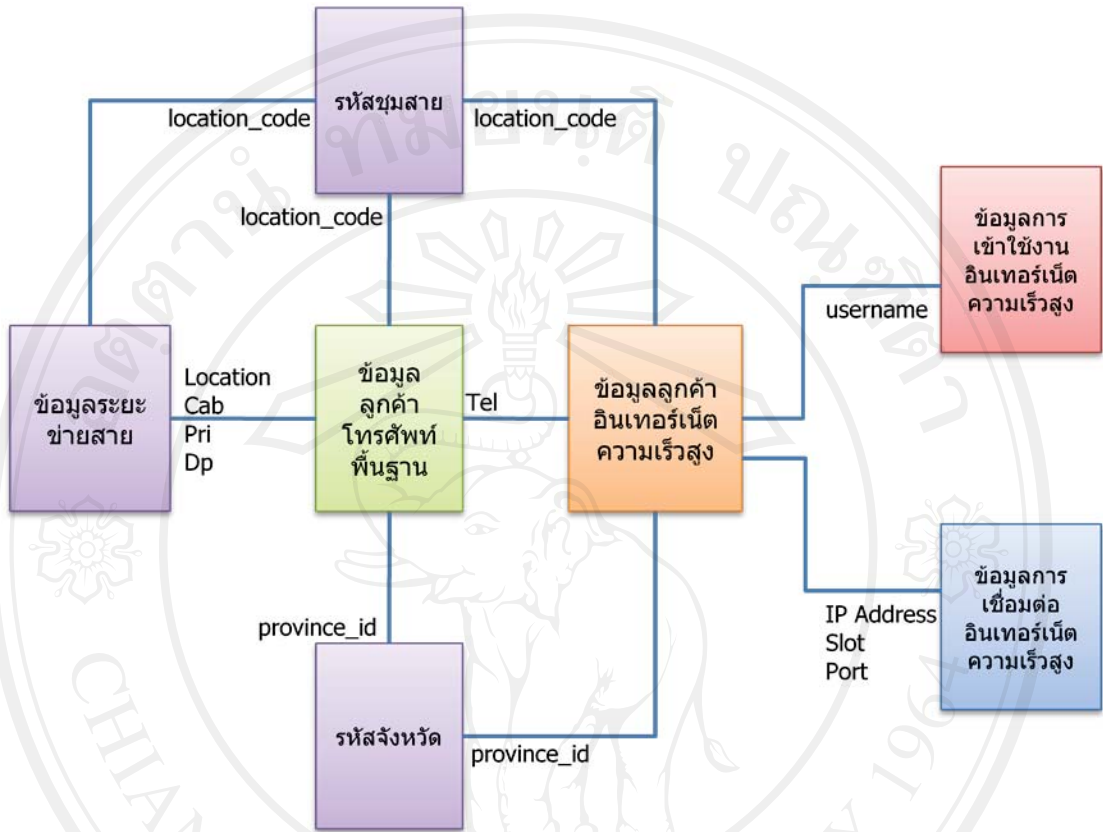 รหัสชุมสาย
location_code
location_code
location_code
ข้อมูลการ
เข้าใช้งาน
อินเทอร์เน็ต
ความเร็วสูง
username
ข้อมูลระยะ
ข่ายสาย
Location
Cab
Pri
Dp
ข้อมูล
ลูกค้า
โทรศัพท์
พื้นฐาน
Tel
ข้อมูลลูกค้า
อินเทอร์เน็ต
ความเร็วสูง
ข้อมูลการ
เชื่อมต่อ
อินเทอร์เน็ต
ความเร็วสูง
IP Address
Slot
Port
province_id
รหัสจังหวัด
province_id
1964